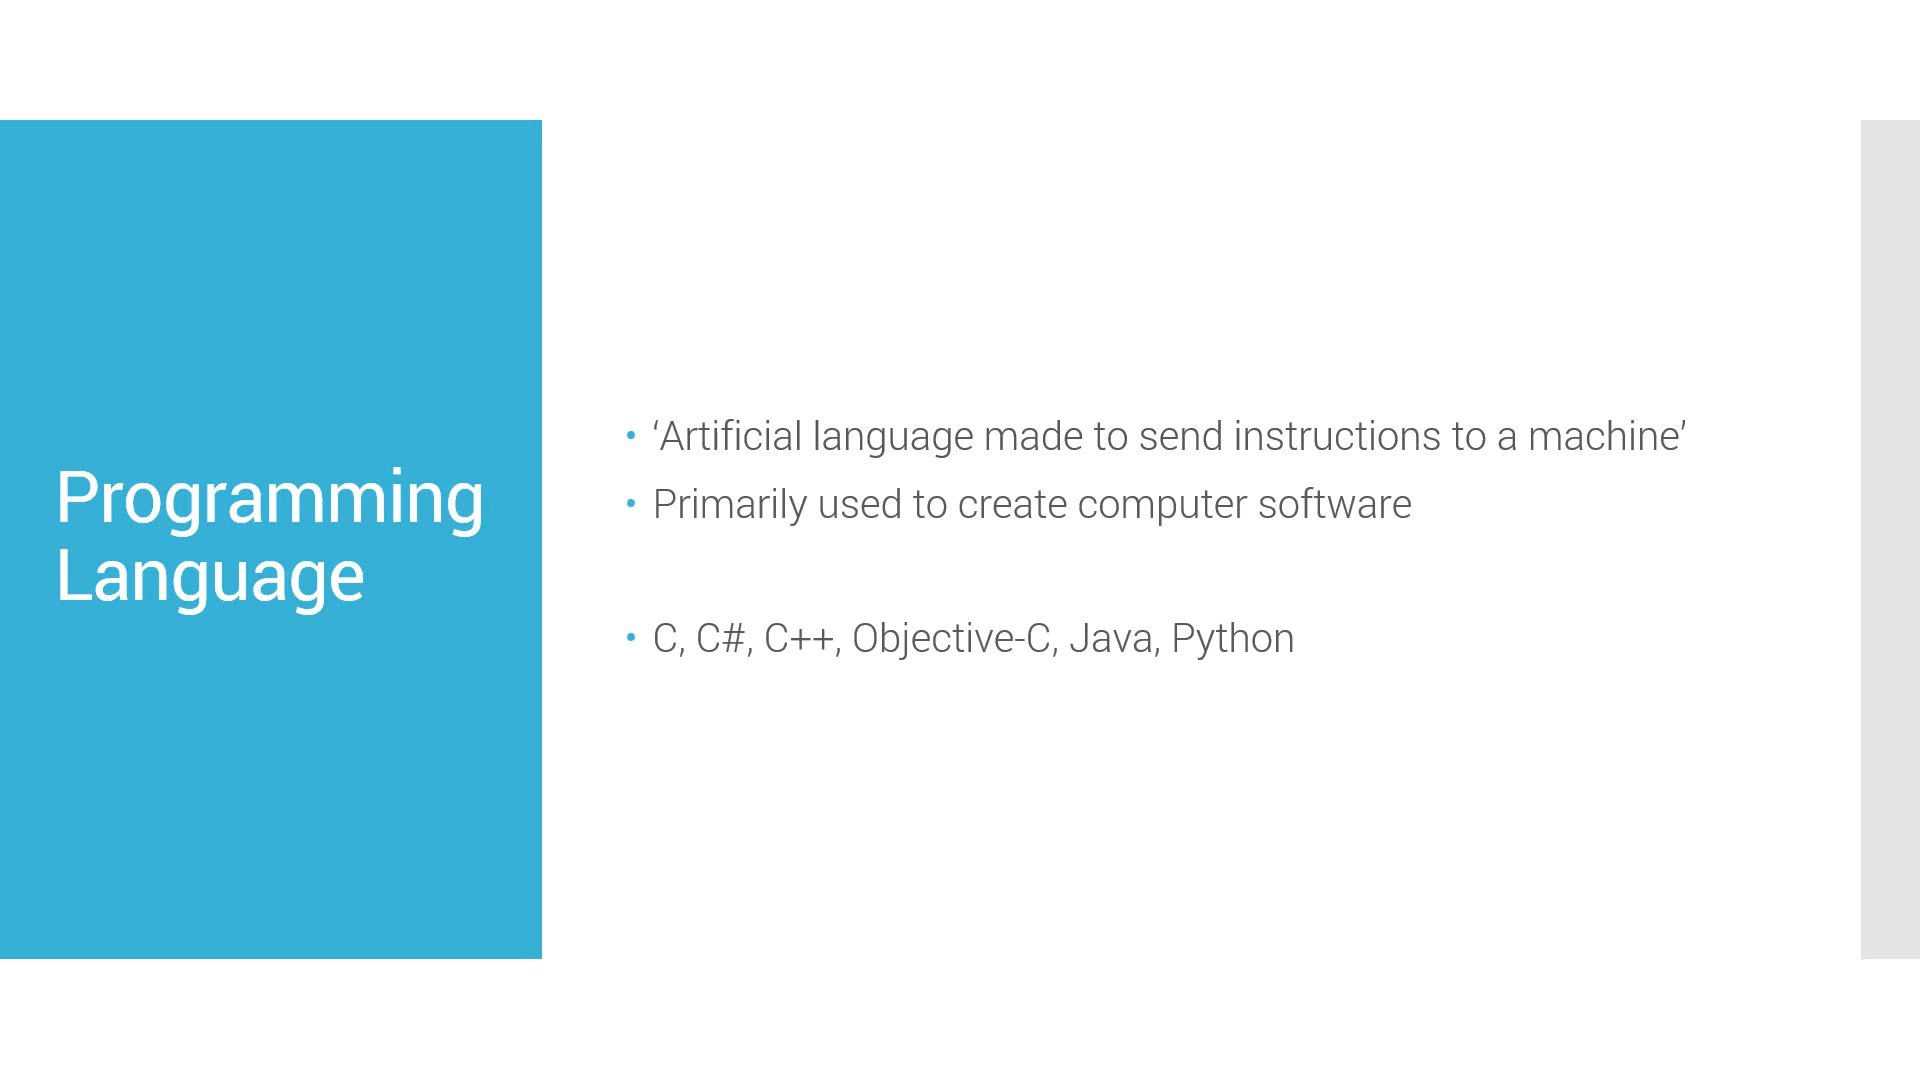 Programming
Language
• ‘Artificial language made to send instructions to a machine’
• Primarily used to create computer software
• C, C#, C++, Objective-C, Java, Python